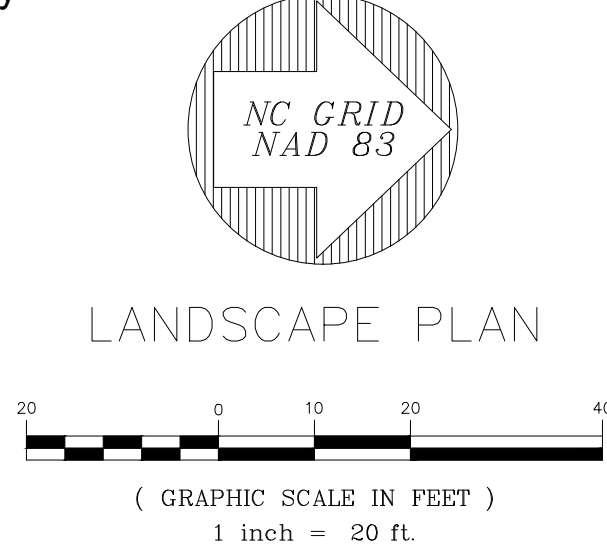 NC GRID
NAD 83
LANDSCAPE PLAN
20 0 10 20 40
( GRAPHIC SCALE IN FEET )
1 inch = 20 ft.